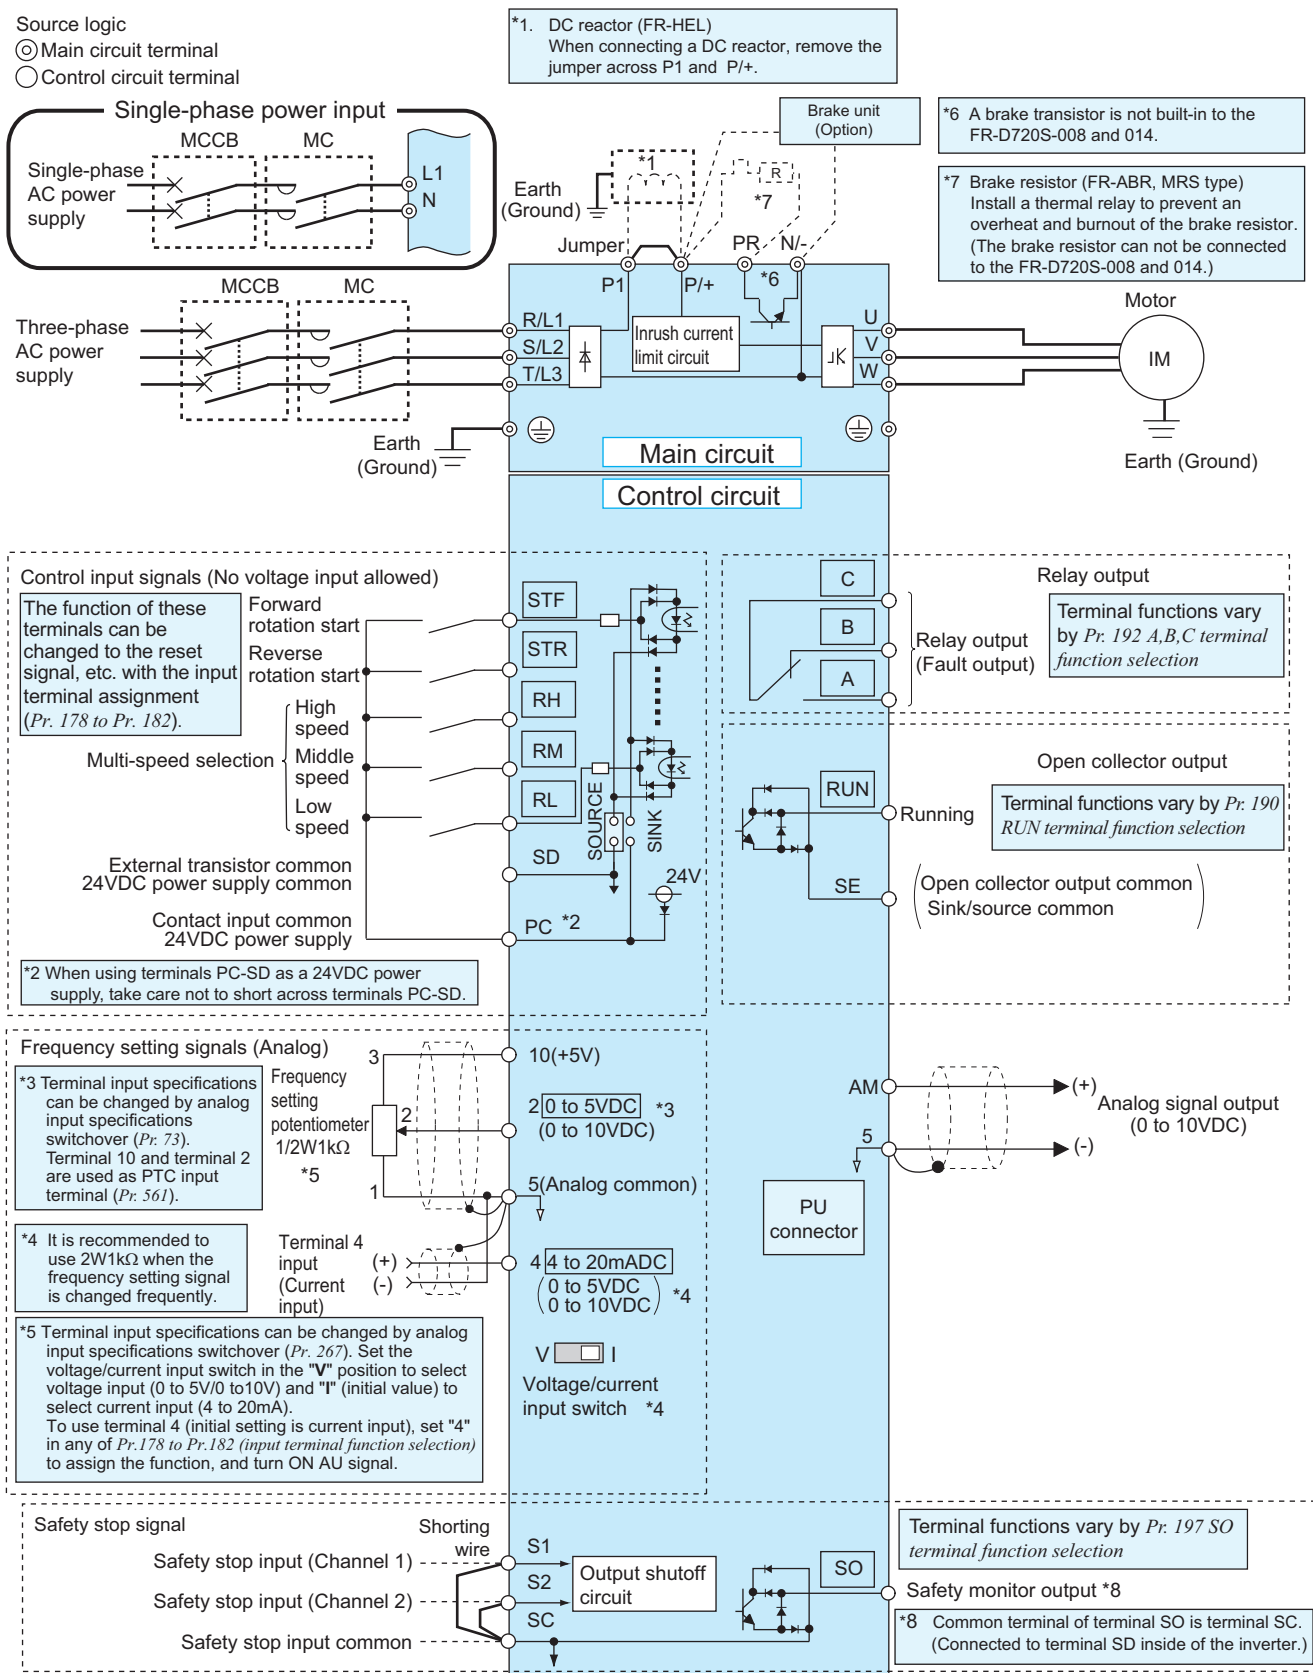 Source logic
Main circuit terminal
Control circuit terminal
*1. DC reactor (FR-HEL)
When connecting a DC reactor, remove the
jumper across P1 and P/+.
Single-phase power input
MCCB
MC
Single-phase
AC power
supply
L1
N
Brake unit
(Option)
*6 A brake transistor is not built-in to the
FR-D720S-008 and 014.
*7 Brake resistor (FR-ABR, MRS type)
Install a thermal relay to prevent an
overheat and burnout of the brake resistor.
(The brake resistor can not be connected
to the FR-D720S-008 and 014.)
*1
R
*7
Earth
(Ground)
Jumper
PR
N/-
P1
P/+
*6
MCCB
MC
Three-phase
AC power
supply
R/L1
S/L2
T/L3
Inrush current
limit circuit
U
V
W
Motor
IM
Earth
(Ground)
Earth (Ground)
Main circuit
Control circuit
Control input signals (No voltage input allowed)
The function of these
terminals can be
changed to the reset
signal, etc. with the input
terminal assignment
(Pr. 178 to Pr. 182).
Forward
rotation start
Reverse
rotation start
High
speed
Multi-speed selection
Middle
speed
Low
speed
External transistor common
24VDC power supply common
Contact input common
24VDC power supply
STF
STR
RH
RM
RL
SD
PC *2
SOURCE
SINK
24V
*2 When using terminals PC-SD as a 24VDC power
supply, take care not to short across terminals PC-SD.
C
B
A
Relay output
Relay output
(Fault output)
Terminal functions vary
by Pr. 192 A,B,C terminal
function selection
Open collector output
RUN
Running
Terminal functions vary by Pr. 190
RUN terminal function selection
SE
Open collector output common
Sink/source common
Frequency setting signals (Analog)
*3 Terminal input specifications
can be changed by analog
input specifications
switchover (Pr. 73).
Terminal 10 and terminal 2
are used as PTC input
terminal (Pr. 561).
Frequency
setting
potentiometer
1/2W1kΩ
*5
3
2
1
10(+5V)
2 0 to 5VDC *3
(0 to 10VDC)
5(Analog common)
*4 It is recommended to
use 2W1kΩ when the
frequency setting signal
is changed frequently.
Terminal 4
input
(Current
input)
(+)
(-)
4 4 to 20mADC
(0 to 5VDC
0 to 10VDC) *4
*5 Terminal input specifications can be changed by analog
input specifications switchover (Pr. 267). Set the
voltage/current input switch in the "V" position to select
voltage input (0 to 5V/0 to10V) and "I" (initial value) to
select current input (4 to 20mA).
To use terminal 4 (initial setting is current input), set "4"
in any of Pr.178 to Pr.182 (input terminal function selection)
to assign the function, and turn ON AU signal.
V I
Voltage/current
input switch *4
AM
5
(+)
(-)
Analog signal output
(0 to 10VDC)
PU
connector
Safety stop signal
Shorting
wire
Safety stop input (Channel 1)
Safety stop input (Channel 2)
Safety stop input common
S1
S2
SC
Output shutoff
circuit
SO
Terminal functions vary by Pr. 197 SO
terminal function selection
Safety monitor output *8
*8 Common terminal of terminal SO is terminal SC.
(Connected to terminal SD inside of the inverter.)